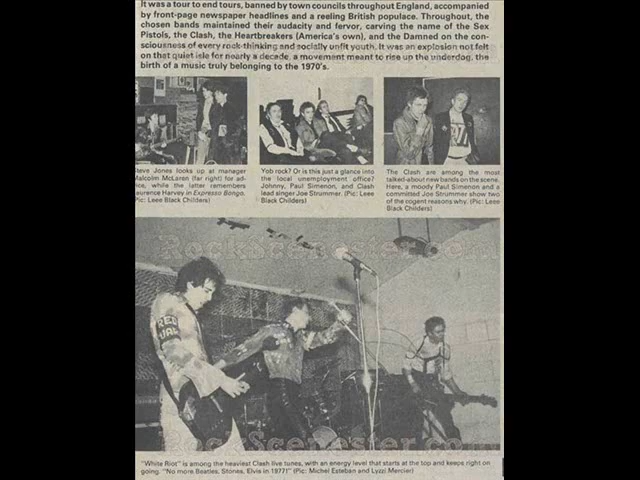 It was a tour to end tours, banned by town councils throughout England, accompanied
by front-page newspaper headlines and a reeling British populace. Throughout, the
chosen bands maintained their audacity and fervor, carving the name of the Sex
Pistols, the Clash, the Heartbreakers (America's own), and the Damned on the con-
sciousness of every rock-thinking and socially unfit youth. It was an explosion not felt
on that quiet isle for nearly a decade, a movement meant to rise up the underdog, the
birth of a music truly belonging to the 1970's.
teve Jones looks up at manager
Malcolm McLaren (far right) for ad-
vice, while the latter remembers
aurence Harvey in Expresso Bongo.
Pic: Leee Black Childers)
Yob rock? Or is this just a glance into
the local unemployment office?
Johnny, Paul Simenon, and Clash
lead singer Joe Strummer. (Pic: Leee
Black Childers)
The Clash are among the most
talked-about new bands on the scene.
Here, a moody Paul Simenon and a
committed Joe Strummer show two
of the cogent reasons why. (Pic: Leee
Black Childers)
RockScenester.com
RED
RockScenester.com
"White Riot" is among the heaviest Clash live tunes, with an energy level that starts at the top and keeps right on
going. "No more Beatles, Stones, Elvis in 1977!" (Pic: Michel Esteban and Lyzzi Mercier)